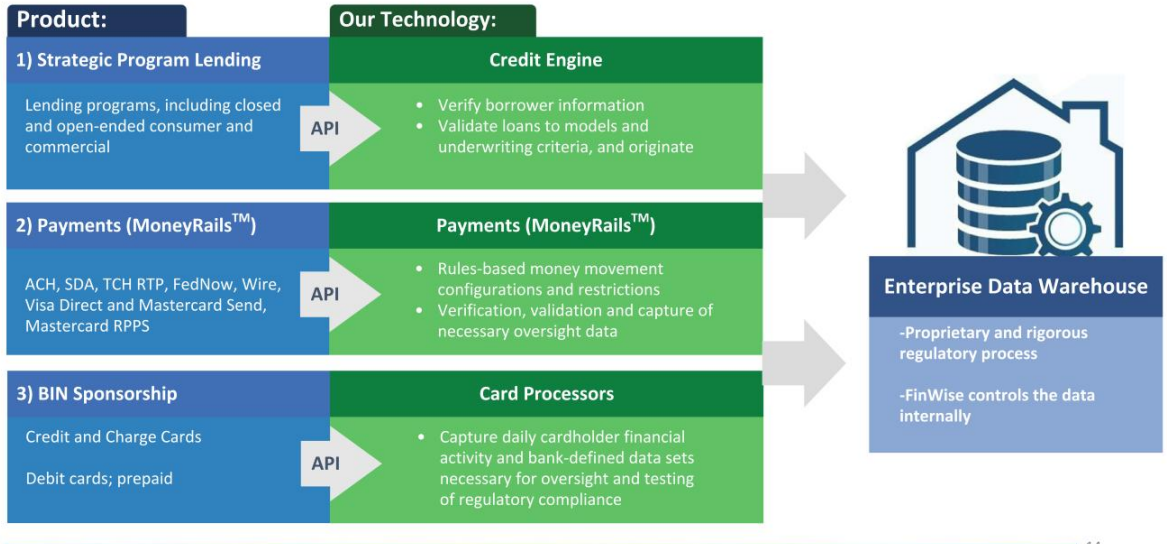 Product:
Our Technology:
1) Strategic Program Lending
Credit Engine
Lending programs, including closed
and open-ended consumer and
commercial
API
• Verify borrower information
• Validate loans to models and
underwriting criteria, and originate
2) Payments (MoneyRails™)
Payments (MoneyRails™)
ACH, SDA, TCH RTP, FedNow, Wire,
Visa Direct and Mastercard Send,
Mastercard RPPS
API
• Rules-based money movement
configurations and restrictions
• Verification, validation and capture of
necessary oversight data
3) BIN Sponsorship
Card Processors
Credit and Charge Cards
Debit cards; prepaid
API
• Capture daily cardholder financial
activity and bank-defined data sets
necessary for oversight and testing
of regulatory compliance
Enterprise Data Warehouse
-Proprietary and rigorous
regulatory process
-FinWise controls the data
internally